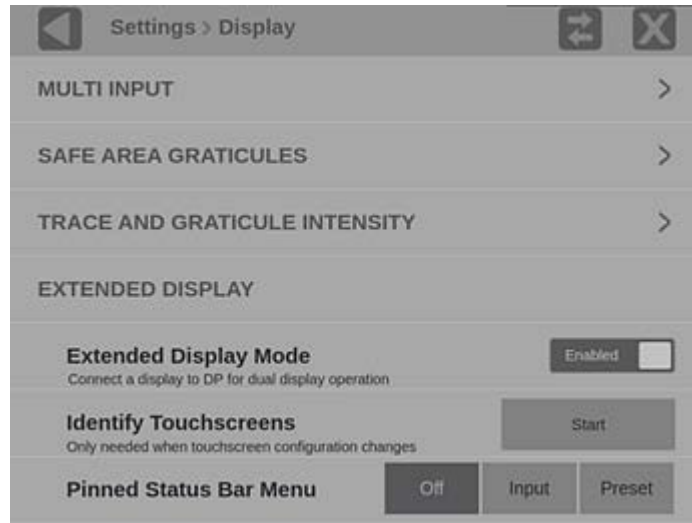 Settings > Display
MULTI INPUT
SAFE AREA GRATICULES
TRACE AND GRATICULE INTENSITY
EXTENDED DISPLAY
Extended Display Mode Enabled
Connect a display to DP for dual display operation
Identify Touchscreens Start
Only needed when touchscreen configuration changes
Pinned Status Bar Menu Off Input Preset